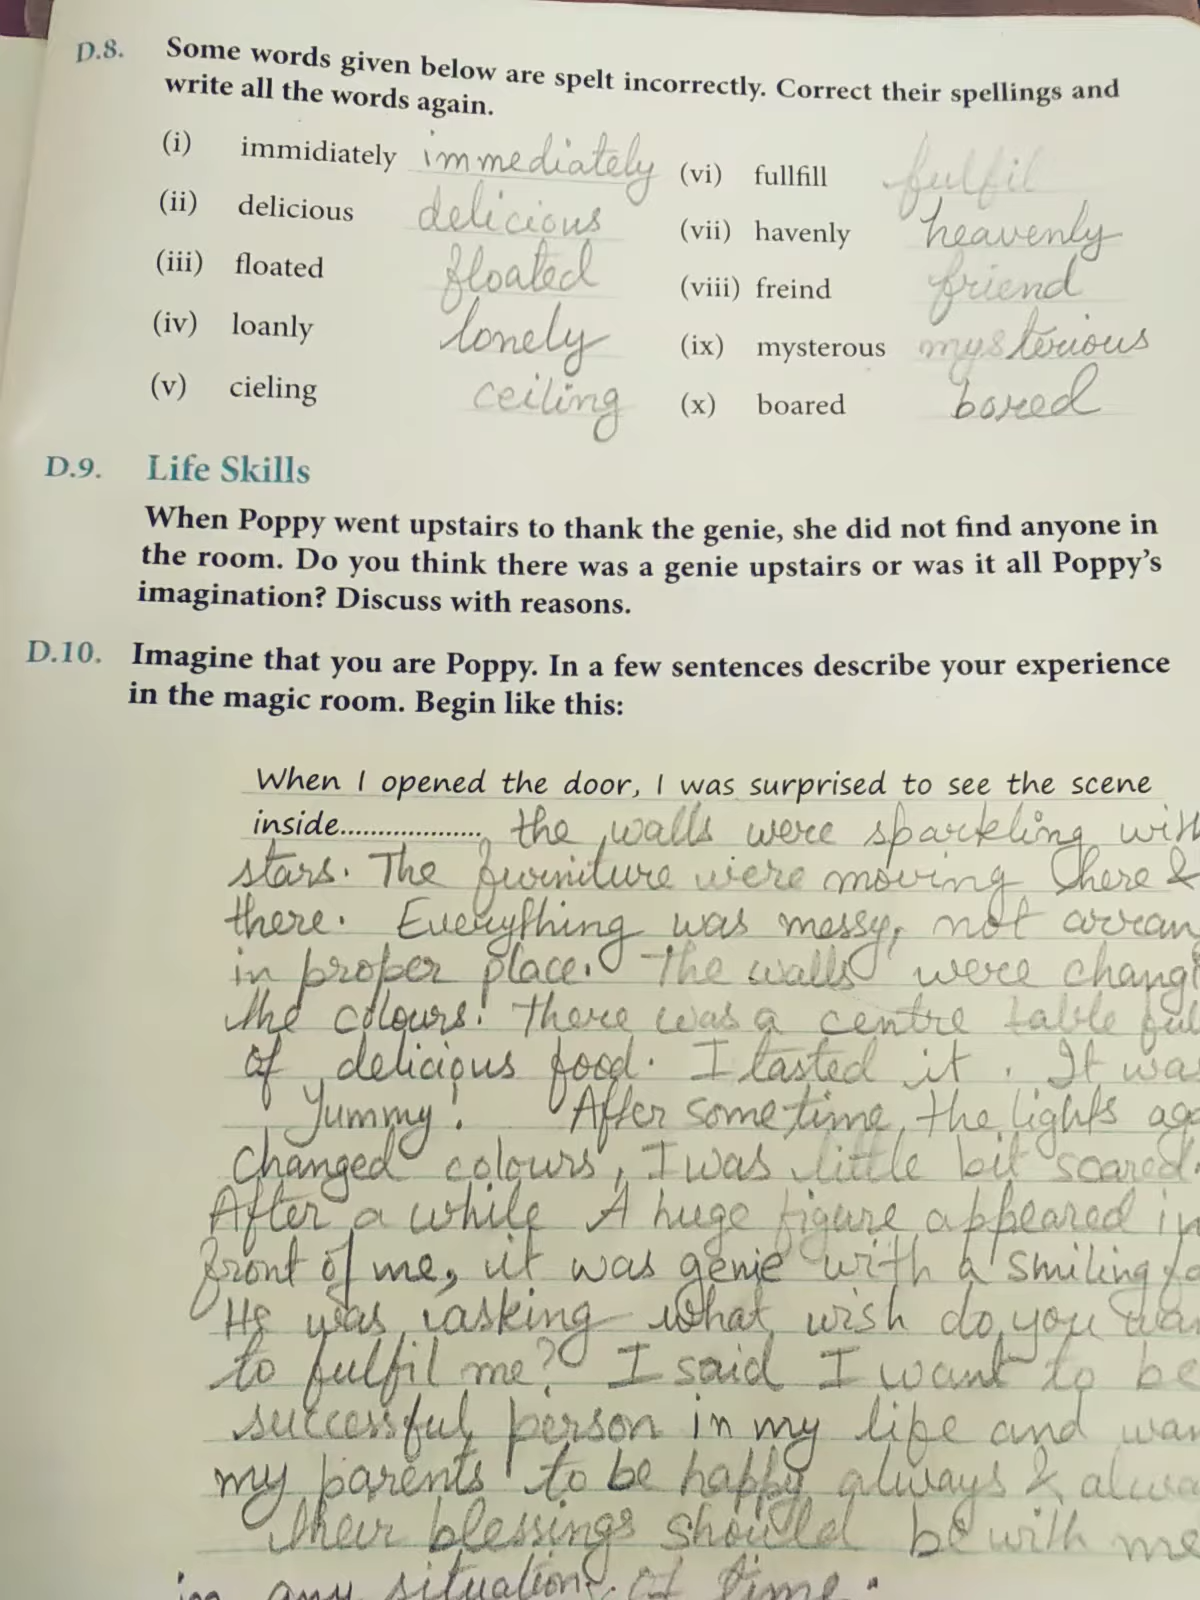 D.8. Some words given below are spelt incorrectly. Correct their spellings and
write all the words again.
(i) immidiately immediately (vi) fullfill fulfil
(ii) delicious delicious (vii) havenly heavenly
(iii) floated floated (viii) freind friend
(iv) loanly lonely (ix) mysterous mysterious
(v) cieling ceiling (x) boared bored
D.9. Life Skills
When Poppy went upstairs to thank the genie, she did not find anyone in
the room. Do you think there was a genie upstairs or was it all Poppy's
imagination? Discuss with reasons.
D.10. Imagine that you are Poppy. In a few sentences describe your experience
in the magic room. Begin like this:
When I opened the door, I was surprised to see the scene
inside.................... the walls were sparkling with
stars. The furniture were moving here &
there. Everything was messy, not arran
in proper place. The walls were changi
the colours. There was a centre table ful
of delicious food. I tasted it. It was
Yummy! After sometime, the lights aga
changed colours, I was little bit scared.
After a while A huge figure appeared in
front of me, it was genie with a smiling fa
He was asking what wish do you wan
to fulfil me? I said I want to be
successful person in my life and wan
my parents to be happy always & alwa
their blessings should be with me
in any situation of time.